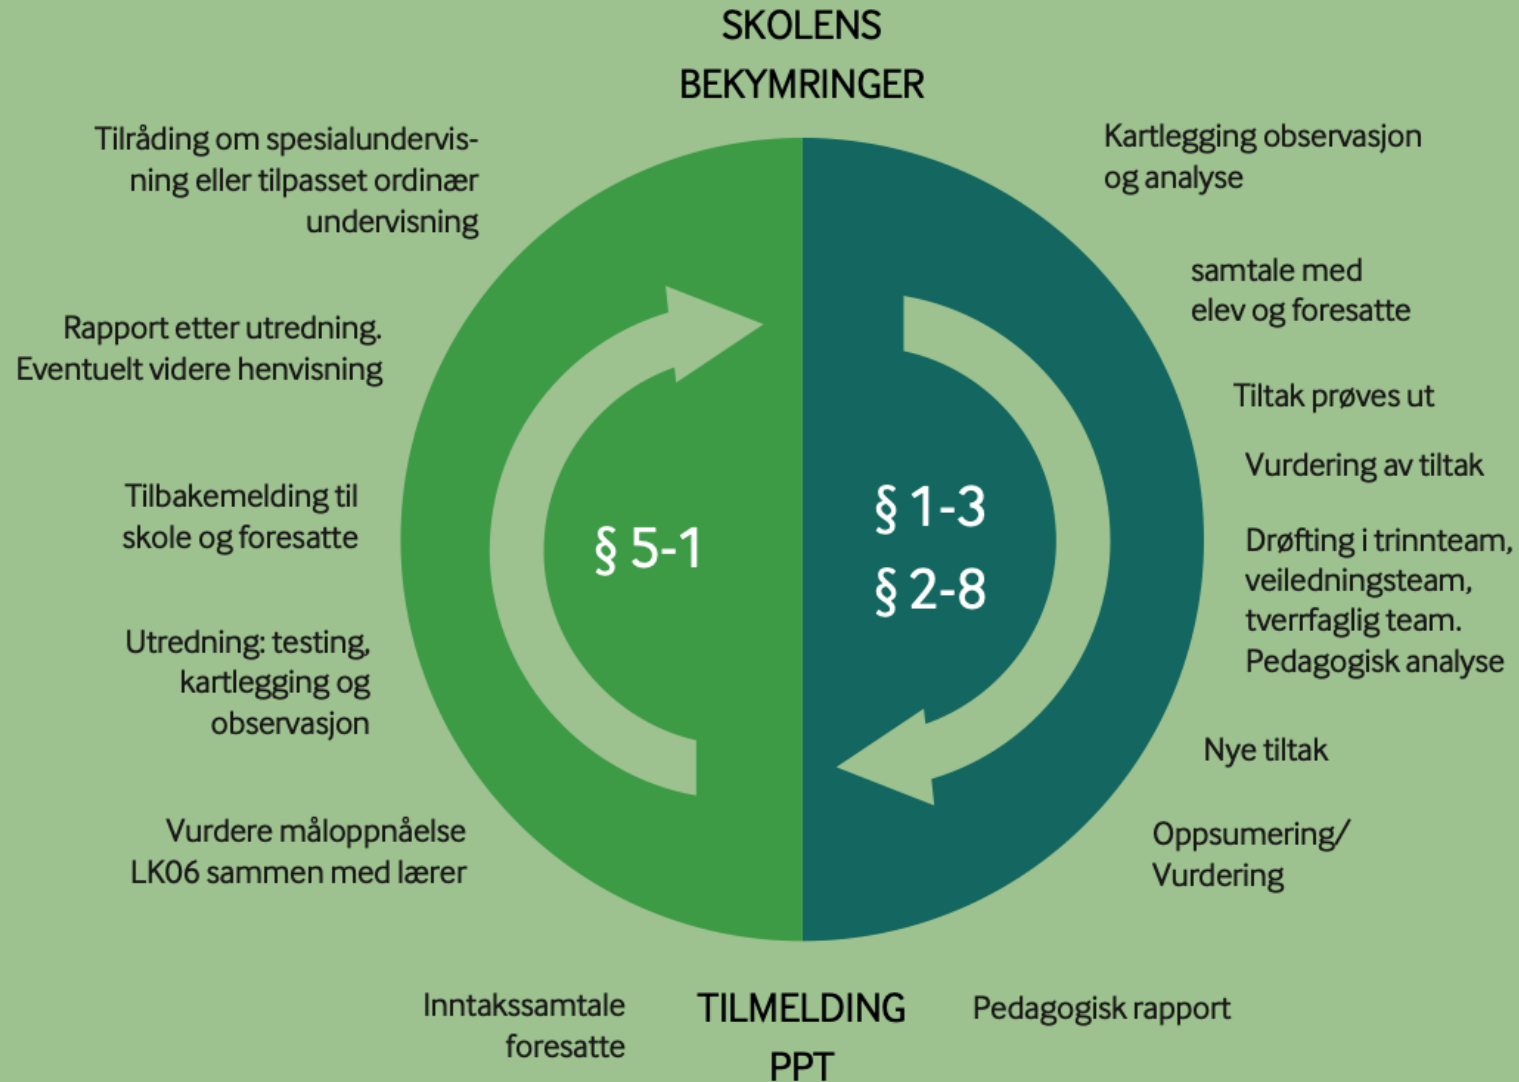 SKOLENS
BEKYMRINGER
Kartlegging observasjon
og analyse
samtale med
elev og foresatte
Tiltak prøves ut
Vurdering av tiltak
Drøfting i trinnteam,
veiledningsteam,
tverrfaglig team.
Pedagogisk analyse
Nye tiltak
Oppsumering/
Vurdering
Pedagogisk rapport
§ 1-3
§ 2-8
TILMELDING
PPT
Inntakssamtale
foresatte
Vurdere måloppnåelse
LK06 sammen med lærer
Utredning: testing,
kartlegging og
observasjon
Tilbakemelding til
skole og foresatte
Rapport etter utredning.
Eventuelt videre henvisning
Tilråding om spesialundervis-
ning eller tilpasset ordinær
undervisning
§ 5-1